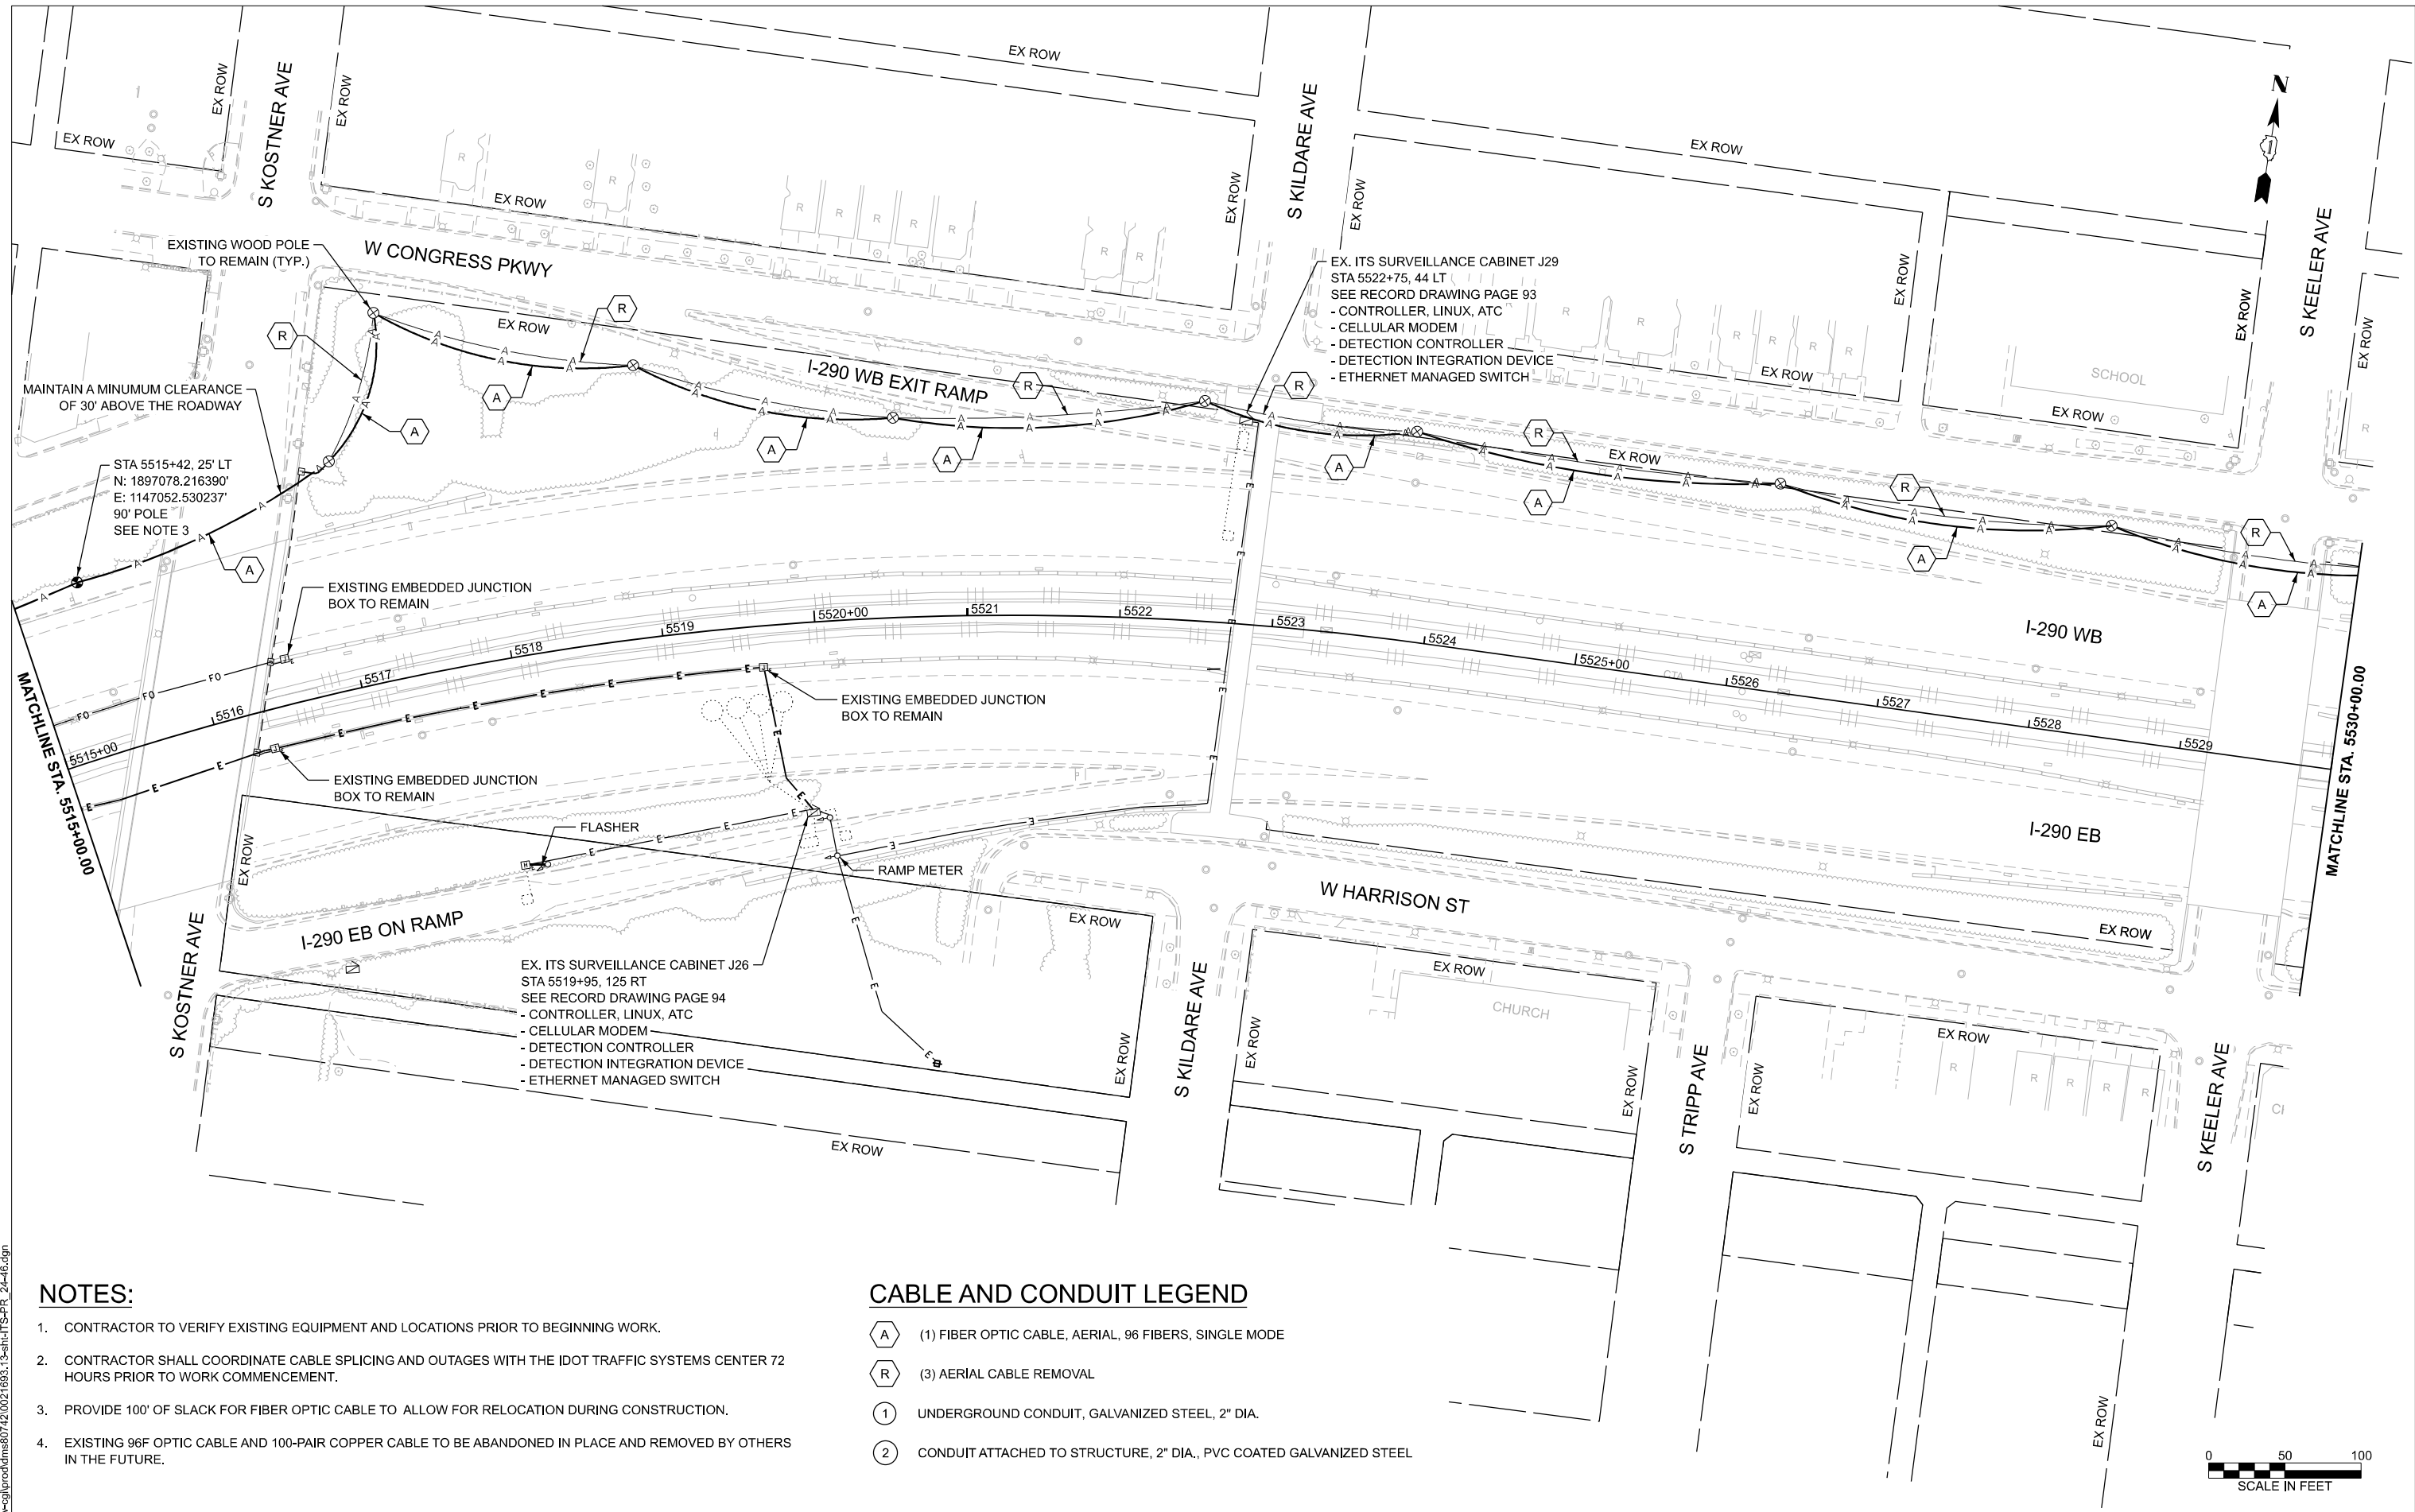 EX ROW
EX ROW
EX ROW
EX ROW
S KOSTNER AVE
EX ROW
S KILDARE AVE
EX ROW
EX ROW
EX ROW
N
1
S KEELER AVE
EX ROW
EX ROW
EX ROW
R
R
R
R
R
R
R
R
R
EXISTING WOOD POLE
TO REMAIN (TYP.)
W CONGRESS PKWY
EX ROW
I-290 WB EXIT RAMP
EX. ITS SURVEILLANCE CABINET J29
STA 5522+75, 44 LT
SEE RECORD DRAWING PAGE 93
- CONTROLLER, LINUX, ATC
- CELLULAR MODEM
- DETECTION CONTROLLER
- DETECTION INTEGRATION DEVICE
- ETHERNET MANAGED SWITCH
R
R
R
R
R
R
EX ROW
SCHOOL
EX ROW
R
MAINTAIN A MINUMUM CLEARANCE
OF 30' ABOVE THE ROADWAY
R
A
R
A
A
R
A
R
A
R
EX ROW
A
R
A
R
A
STA 5515+42, 25' LT
N: 1897078.216390'
E: 1147052.530237'
90' POLE
SEE NOTE 3
A
EXISTING EMBEDDED JUNCTION
BOX TO REMAIN
MATCHLINE STA. 5515+00.00
FO
FO
FO
5515+00
5516
5517
5518
5519
5520+00
5521
5522
5523
5524
5525+00
5526
5527
5528
5529
CTA
I-290 WB
MATCHLINE STA. 5530+00.00
EXISTING EMBEDDED JUNCTION
BOX TO REMAIN
EXISTING EMBEDDED JUNCTION
BOX TO REMAIN
I-290 EB
FLASHER
RAMP METER
EX ROW
I-290 EB ON RAMP
S KOSTNER AVE
EX. ITS SURVEILLANCE CABINET J26
STA 5519+95, 125 RT
SEE RECORD DRAWING PAGE 94
- CONTROLLER, LINUX, ATC
- CELLULAR MODEM
- DETECTION CONTROLLER
- DETECTION INTEGRATION DEVICE
- ETHERNET MANAGED SWITCH
EX ROW
W HARRISON ST
EX ROW
EX ROW
CHURCH
EX ROW
EX ROW
S KILDARE AVE
EX ROW
EX ROW
S TRIPP AVE
EX ROW
EX ROW
R
R
R
R
R
S KEELER AVE
EX ROW
EX ROW
NOTES:
1. CONTRACTOR TO VERIFY EXISTING EQUIPMENT AND LOCATIONS PRIOR TO BEGINNING WORK.
2. CONTRACTOR SHALL COORDINATE CABLE SPLICING AND OUTAGES WITH THE IDOT TRAFFIC SYSTEMS CENTER 72
HOURS PRIOR TO WORK COMMENCEMENT.
3. PROVIDE 100' OF SLACK FOR FIBER OPTIC CABLE TO ALLOW FOR RELOCATION DURING CONSTRUCTION.
4. EXISTING 96F OPTIC CABLE AND 100-PAIR COPPER CABLE TO BE ABANDONED IN PLACE AND REMOVED BY OTHERS
IN THE FUTURE.
CABLE AND CONDUIT LEGEND
A (1) FIBER OPTIC CABLE, AERIAL, 96 FIBERS, SINGLE MODE
R (3) AERIAL CABLE REMOVAL
1 UNDERGROUND CONDUIT, GALVANIZED STEEL, 2" DIA.
2 CONDUIT ATTACHED TO STRUCTURE, 2" DIA., PVC COATED GALVANIZED STEEL
0 50 100
SCALE IN FEET